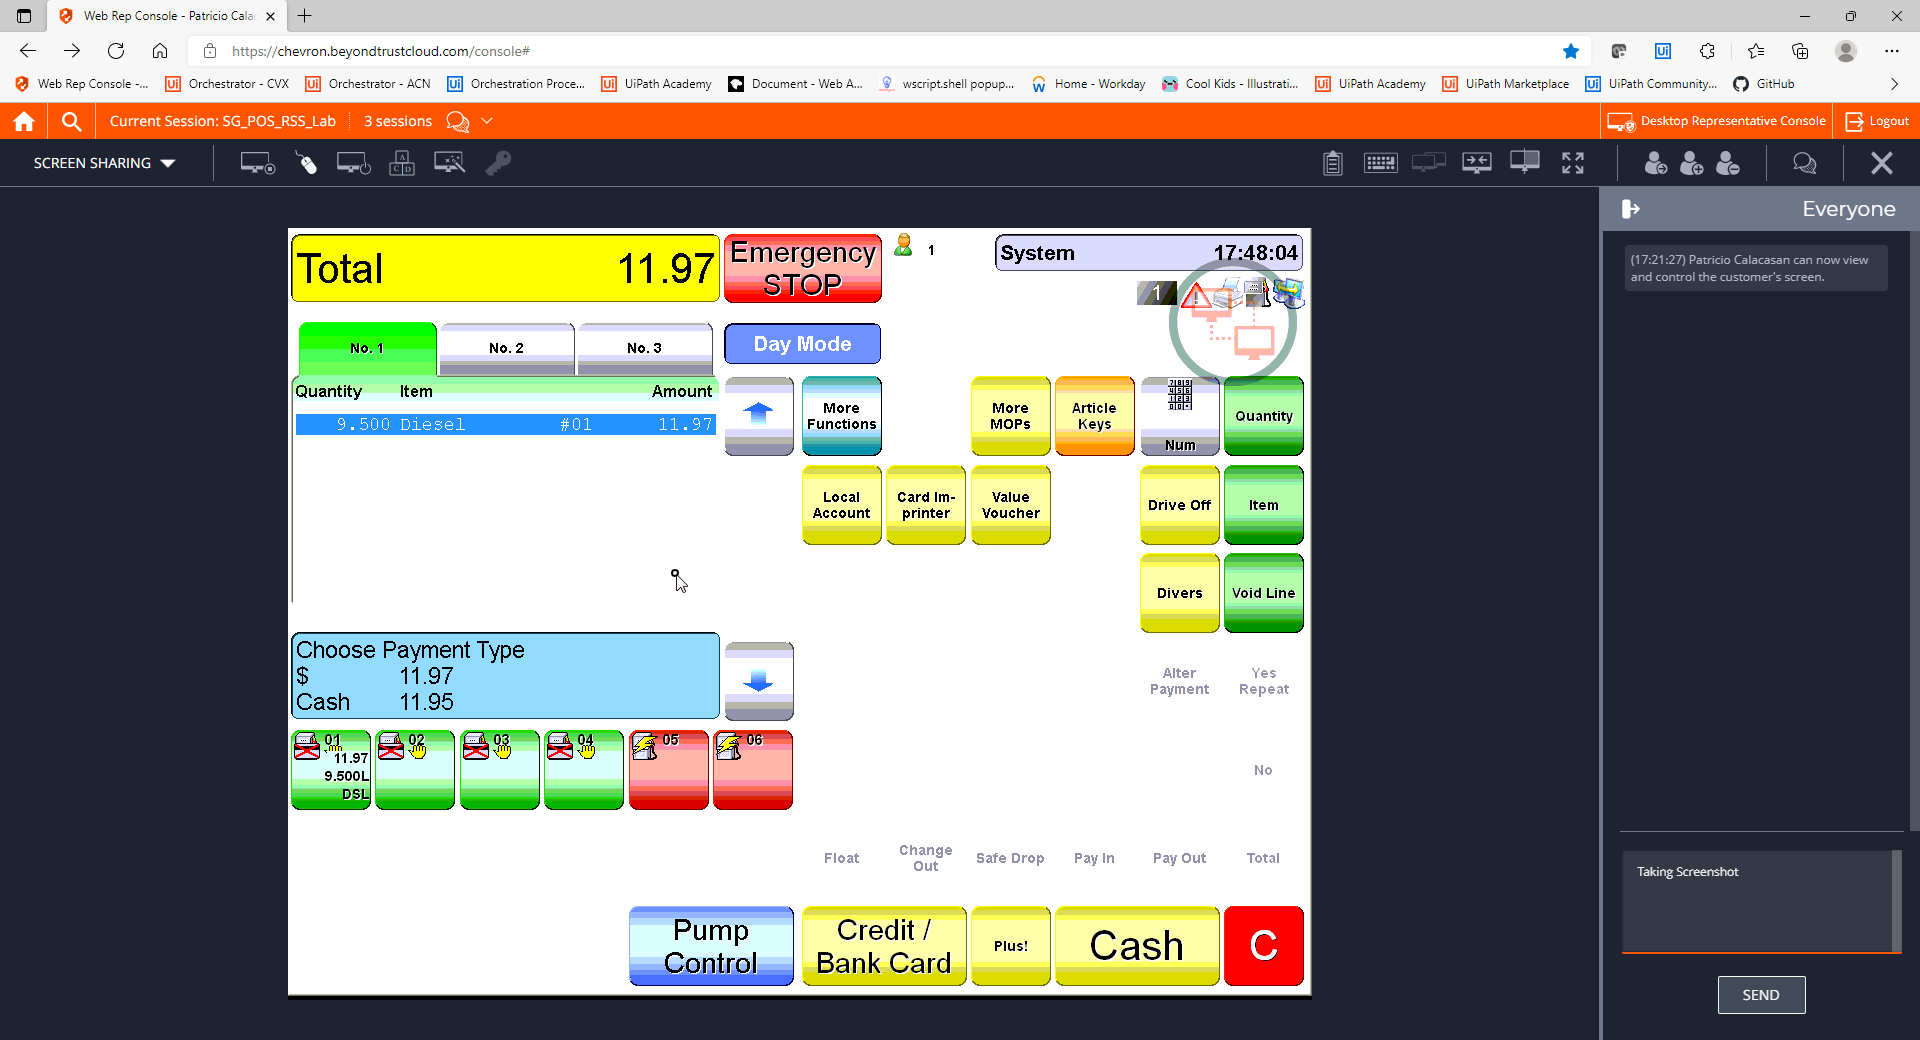 Web Rep Console - Patricio Cala
https://chevron.beyondtrustcloud.com/console#
Web Rep Console -...
Orchestrator - CVX
Orchestrator - ACN
Orchestration Proce...
UiPath Academy
Document - Web A...
wscript.shell popup...
Home - Workday
Cool Kids - Illustrati...
UiPath Academy
UiPath Marketplace
UiPath Community...
GitHub
Current Session: SG_POS_RSS_Lab
3 sessions
Desktop Representative Console
Logout
SCREEN SHARING
Everyone
(17:21:27) Patricio Calacasan can now view
and control the customer's screen.
Total 11.97
Emergency
STOP
1
System 17:48:04
1
No. 1
No. 2
No. 3
Day Mode
Quantity Item Amount
9.500 Diesel #01 11.97
More
Functions
More
MOPs
Article
Keys
Num
Quantity
Local
Account
Card Im-
printer
Value
Voucher
Drive Off
Item
Divers
Void Line
Choose Payment Type
$ 11.97
Cash 11.95
Alter
Payment
Yes
Repeat
01
11.97
9.500L
DSL
02
03
04
05
06
No
Float
Change
Out
Safe Drop
Pay In
Pay Out
Total
Pump
Control
Credit /
Bank Card
Plus!
Cash
C
Taking Screenshot
SEND